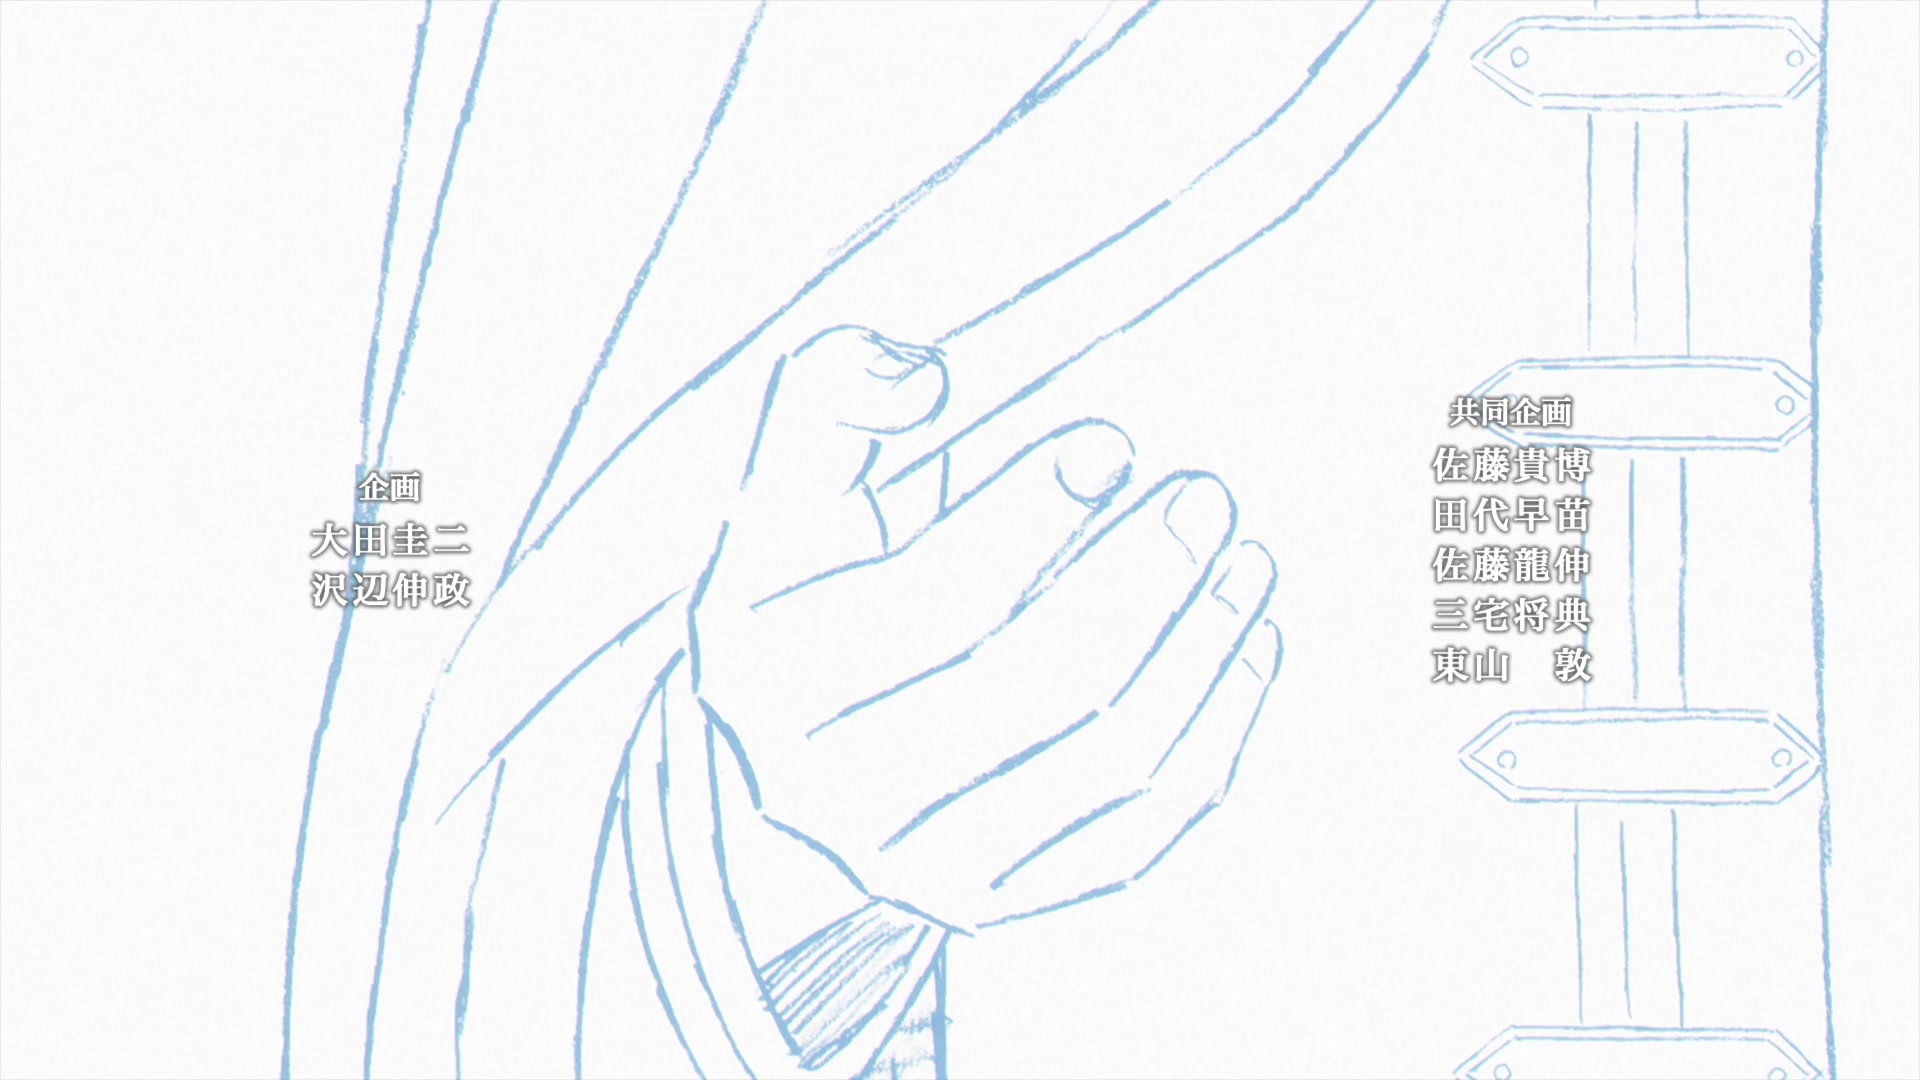 企画
大田圭二
沢辺伸政
共同企画
佐藤貴博
田代早苗
佐藤龍伸
三宅将典
東山　敦